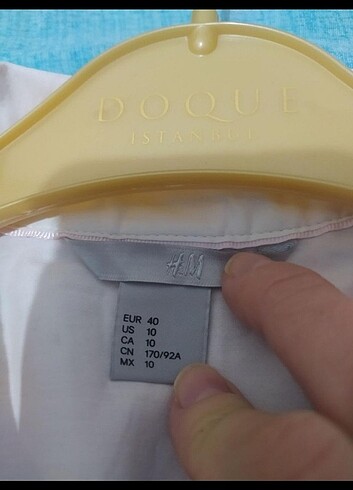 DOQUE
ISTANBUL
H&M
EUR 40
US 10
CA 10
CN 170/92A
MX 10